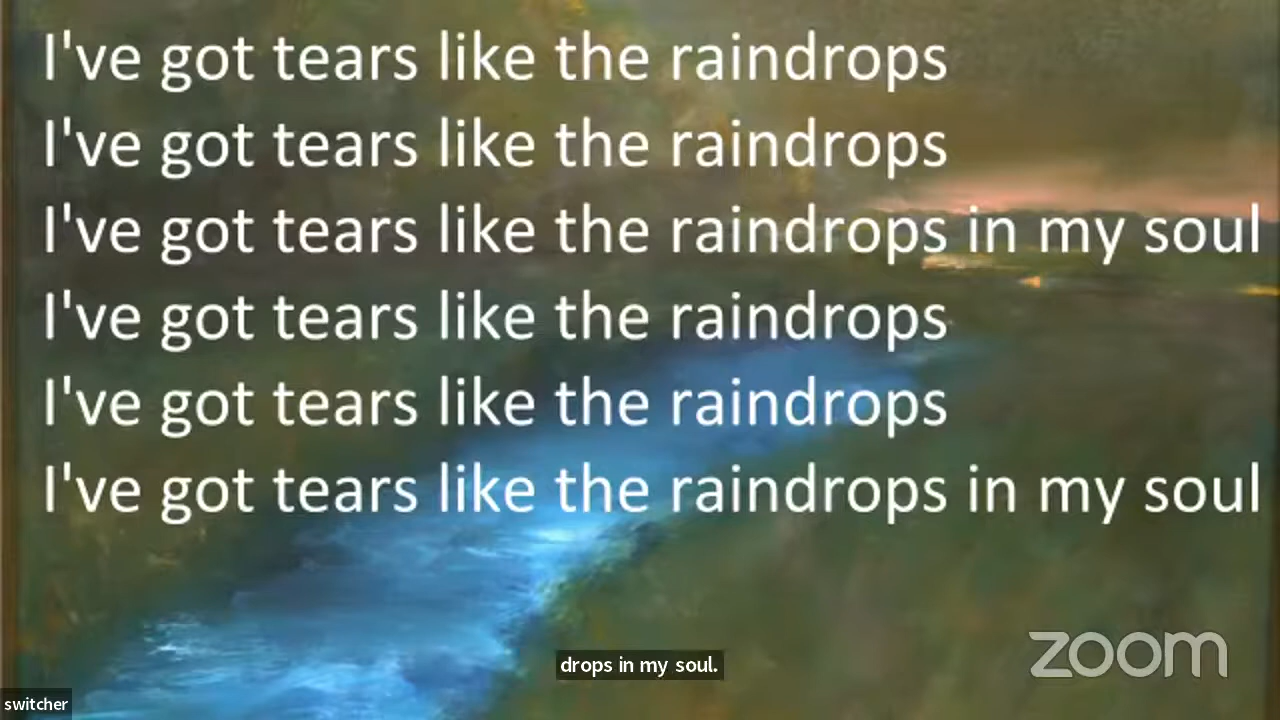 I've got tears like the raindrops
I've got tears like the raindrops
I've got tears like the raindrops in my soul
I've got tears like the raindrops
I've got tears like the raindrops
I've got tears like the raindrops in my soul
zoom
drops in my soul.
switcher